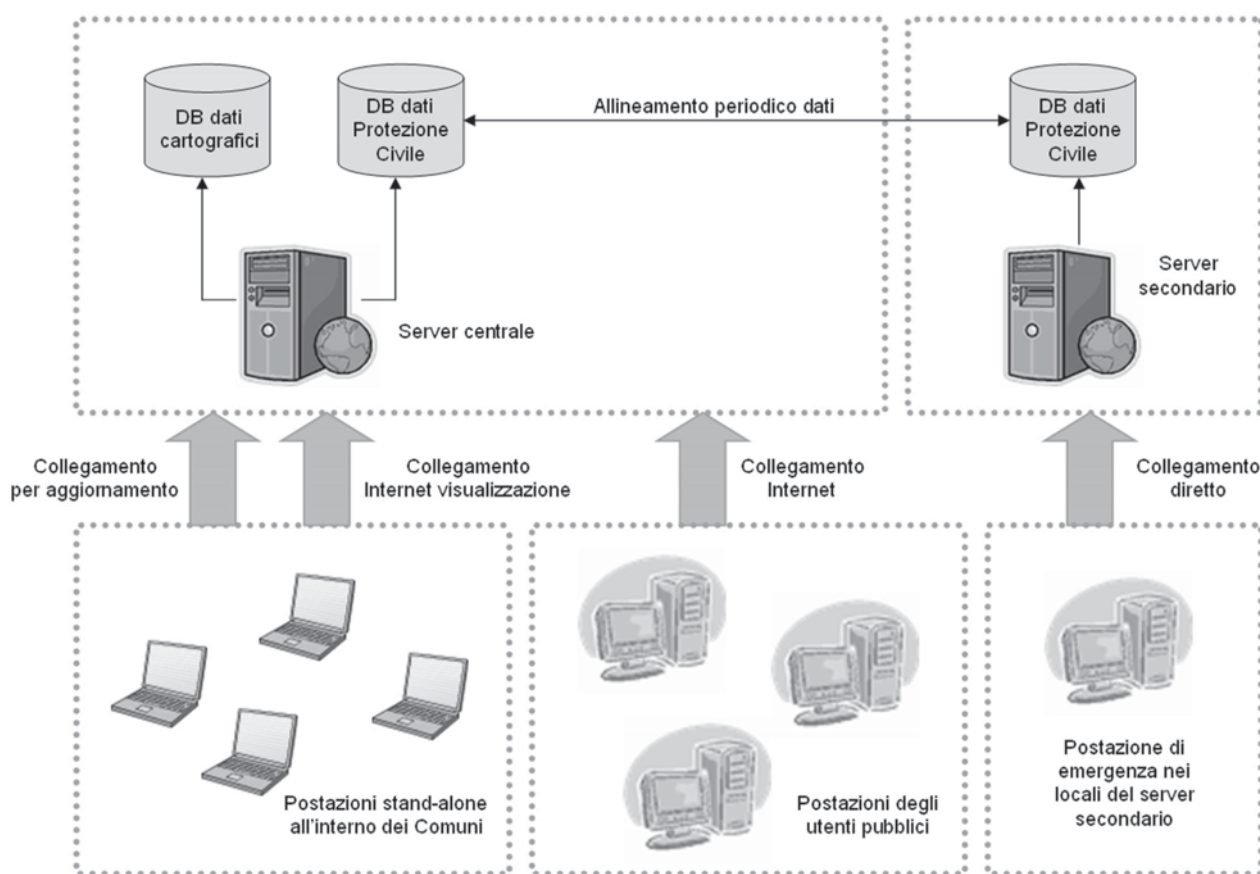 DB dati
cartografici
DB dati
Protezione
Civile
Allineamento periodico dati
DB dati
Protezione
Civile
Server centrale
Server
secondario
Collegamento
per aggiornamento
Collegamento
Internet visualizzazione
Collegamento
Internet
Collegamento
diretto
Postazioni stand-alone
all'interno dei Comuni
Postazioni degli
utenti pubblici
Postazione di
emergenza nei
locali del server
secondario